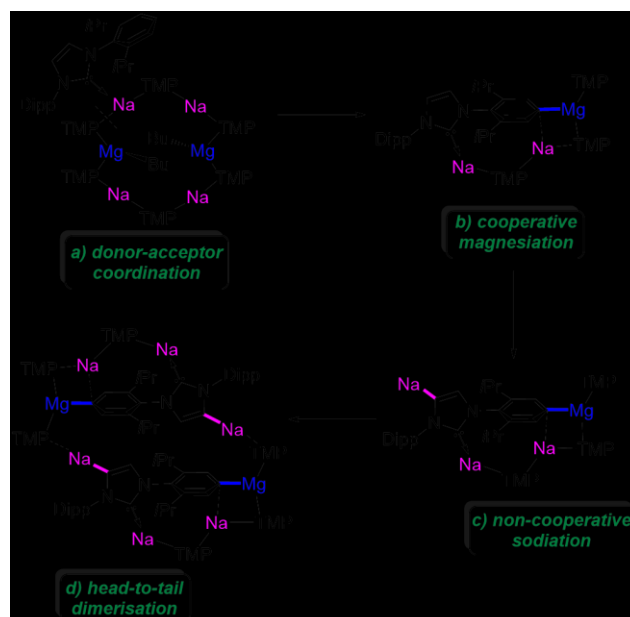 iPr
iPr
N
N
Dipp
Na
TMP
Na
TMP
TMP
Bu
Mg
Mg
Bu
TMP
TMP
Na
Na
TMP
a) donor-acceptor
coordination
iPr
TMP
N
Mg
N
iPr
Dipp
Na
TMP
Na
TMP
b) cooperative
magnesiation
Na
iPr
TMP
N
Mg
Dipp
N
iPr
Na
TMP
Na
TMP
c) non-cooperative
sodiation
TMP
Na
TMP
Na
iPr
N
Dipp
Mg
N
iPr
TMP
Na
Na
iPr
TMP
N
Mg
Dipp
N
iPr
Na
TMP
Na
TMP
d) head-to-tail
dimerisation